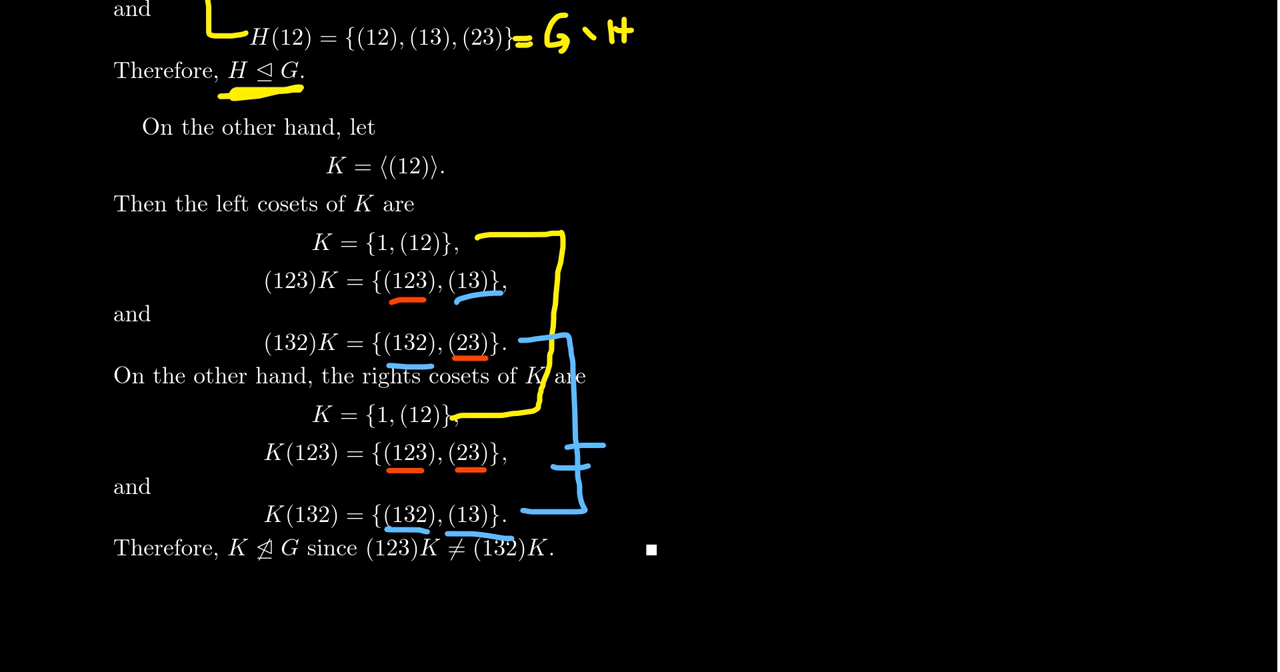 and
H(12) = {(12), (13), (23)} = G \ H
Therefore, H ⊴ G.
On the other hand, let
K = ⟨(12)⟩.
Then the left cosets of K are
K = {1, (12)},
(123)K = {(123), (13)},
and
(132)K = {(132), (23)}.
On the other hand, the rights cosets of K are
K = {1, (12)},
K(123) = {(123), (23)},
and
K(132) = {(132), (13)}.
Therefore, K ⋬ G since (123)K ≠ (132)K.